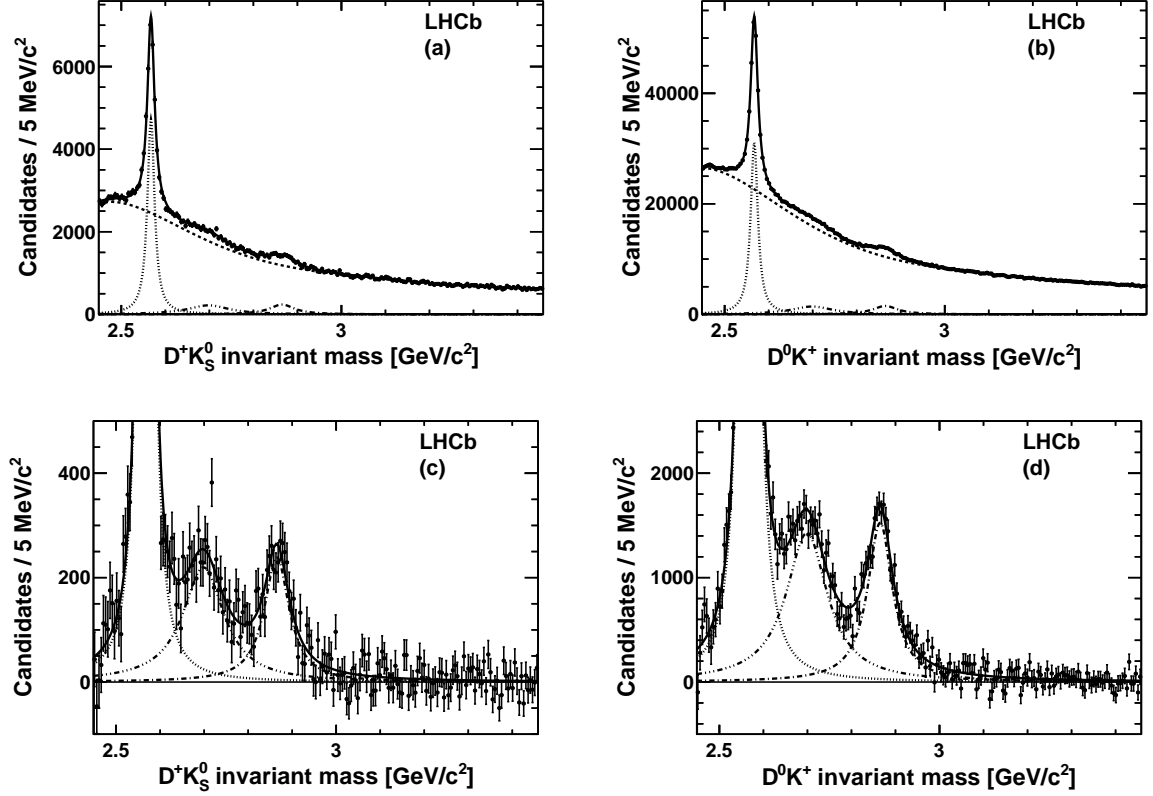 LHCb
(a)
Candidates / 5 MeV/c²
6000
4000
2000
0
2.5 3
D⁺K⁰S invariant mass [GeV/c²]
LHCb
(b)
Candidates / 5 MeV/c²
40000
20000
0
2.5 3
D⁰K⁺ invariant mass [GeV/c²]
LHCb
(c)
Candidates / 5 MeV/c²
400
200
0
2.5 3
D⁺K⁰S invariant mass [GeV/c²]
LHCb
(d)
Candidates / 5 MeV/c²
2000
1000
0
2.5 3
D⁰K⁺ invariant mass [GeV/c²]